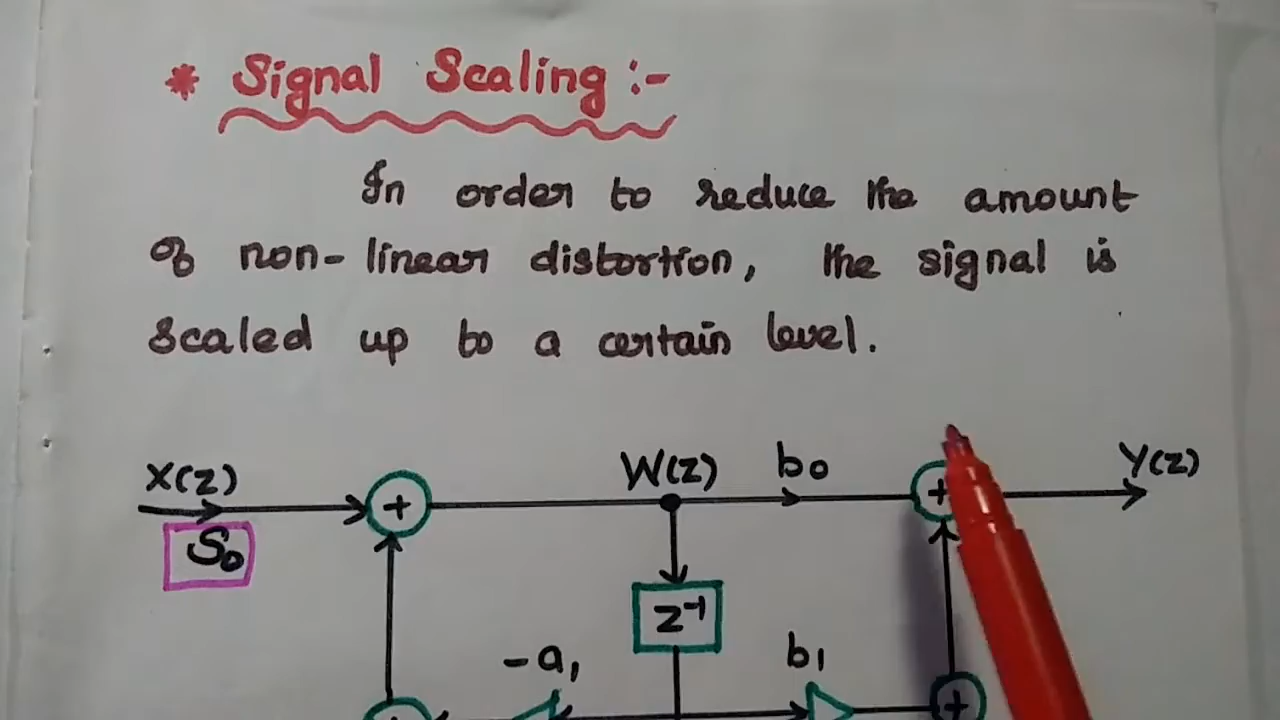 * Signal Scaling :-
In order to reduce the amount
of non-linear distortion, the signal is
scaled up to a certain level.
X(z) W(z) b0 Y(z)
+ +
S0
z⁻¹
-a1 b1
+